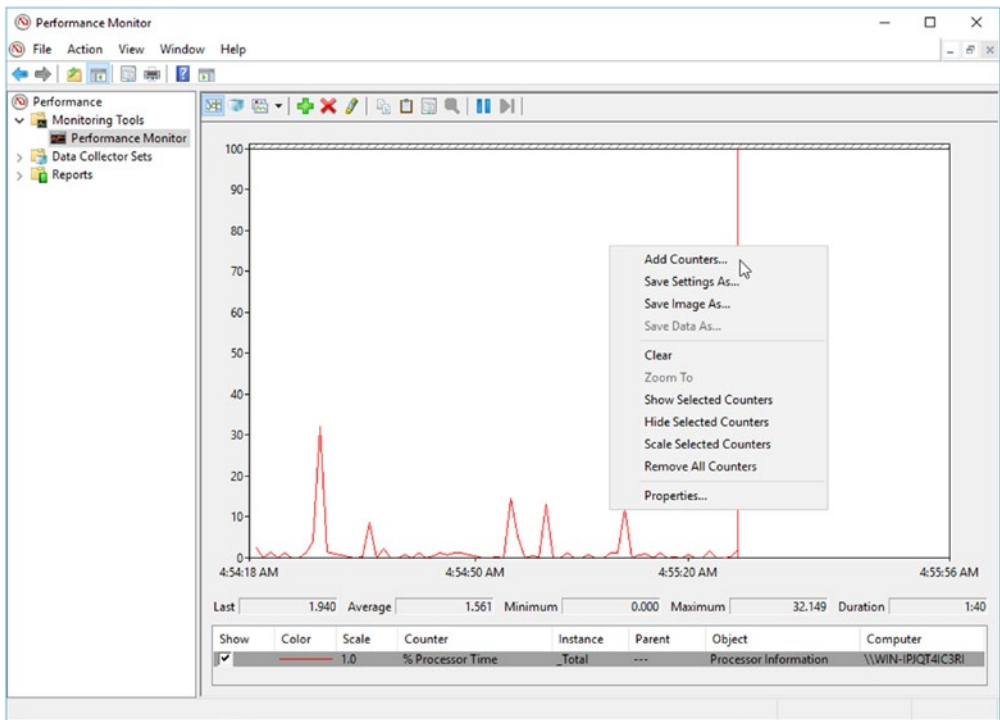 Performance Monitor
File Action View Window Help
Performance
Monitoring Tools
Performance Monitor
Data Collector Sets
Reports
100
90
80
70
60
50
40
30
20
10
0
Add Counters...
Save Settings As...
Save Image As...
Save Data As...
Clear
Zoom To
Show Selected Counters
Hide Selected Counters
Scale Selected Counters
Remove All Counters
Properties...
4:54:18 AM 4:54:50 AM 4:55:20 AM 4:55:56 AM
Last 1.940 Average 1.561 Minimum 0.000 Maximum 32.149 Duration 1:40
Show Color Scale Counter Instance Parent Object Computer
1.0 % Processor Time _Total --- Processor Information \\WIN-IPJQT4IC3RI